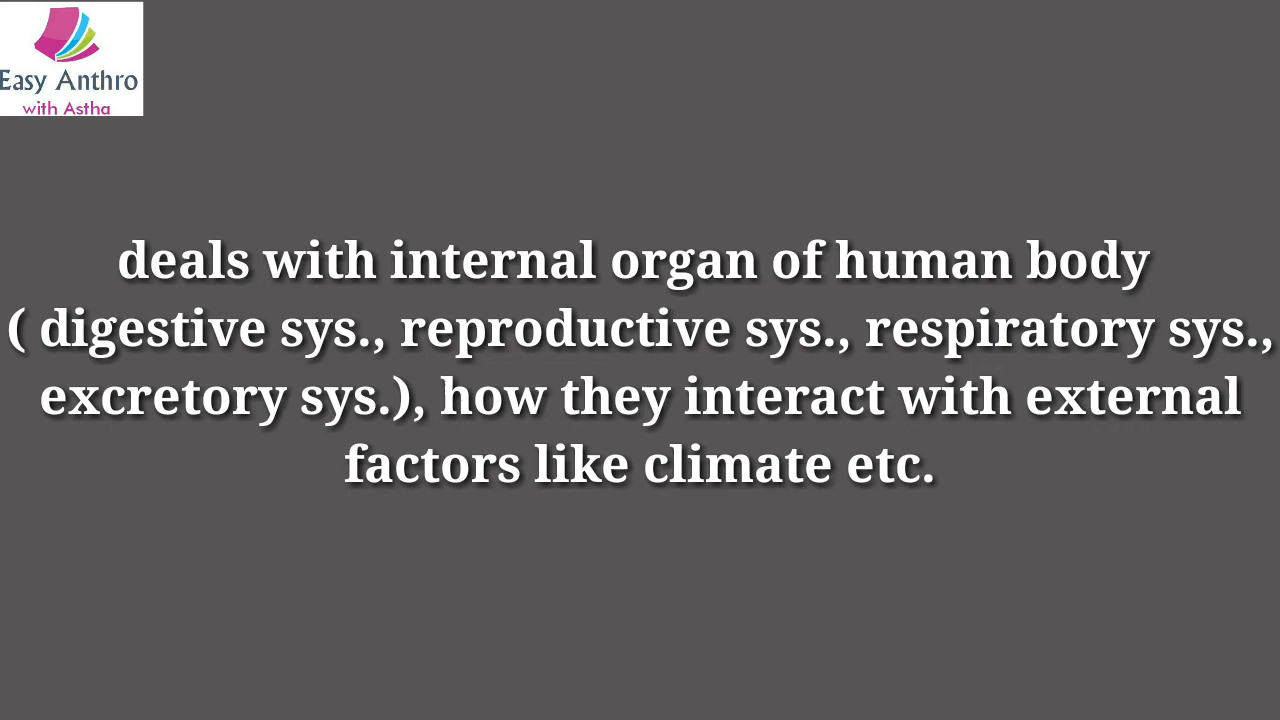 Easy Anthro
with Astha
deals with internal organ of human body
( digestive sys., reproductive sys., respiratory sys.,
excretory sys.), how they interact with external
factors like climate etc.